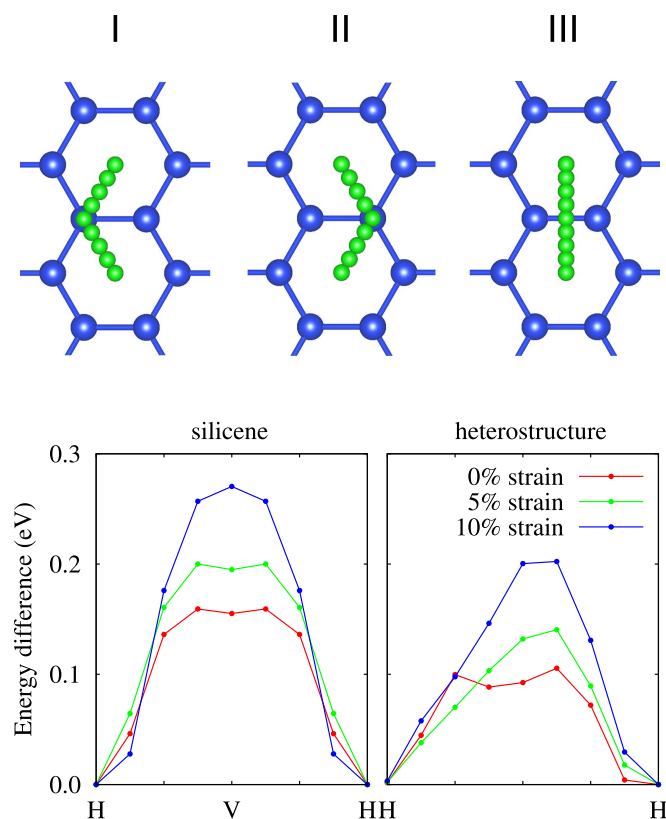 I II III
silicene heterostructure
0.3
0.2
0.1
0.0
Energy difference (eV)
0% strain
5% strain
10% strain
H V H H H